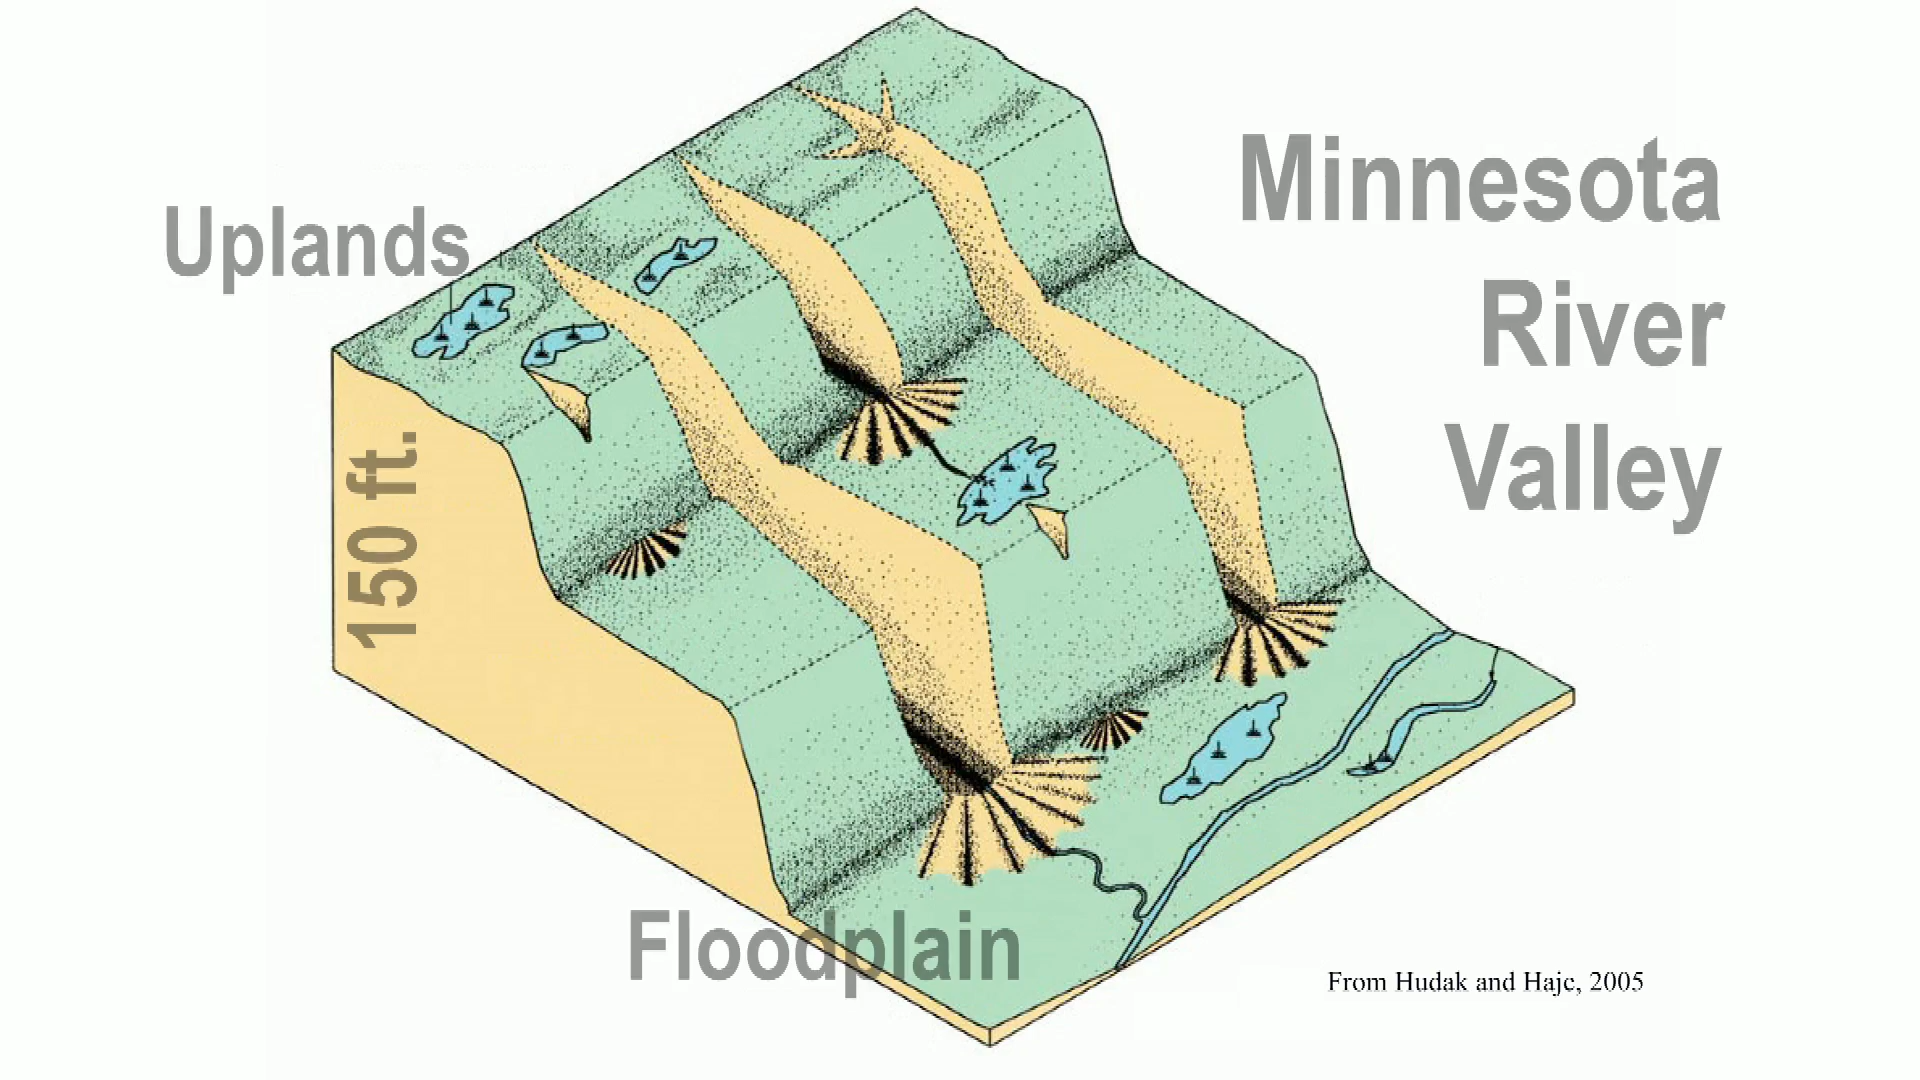 Minnesota
River
Valley
Uplands
150 ft.
Floodplain
From Hudak and Hajc, 2005